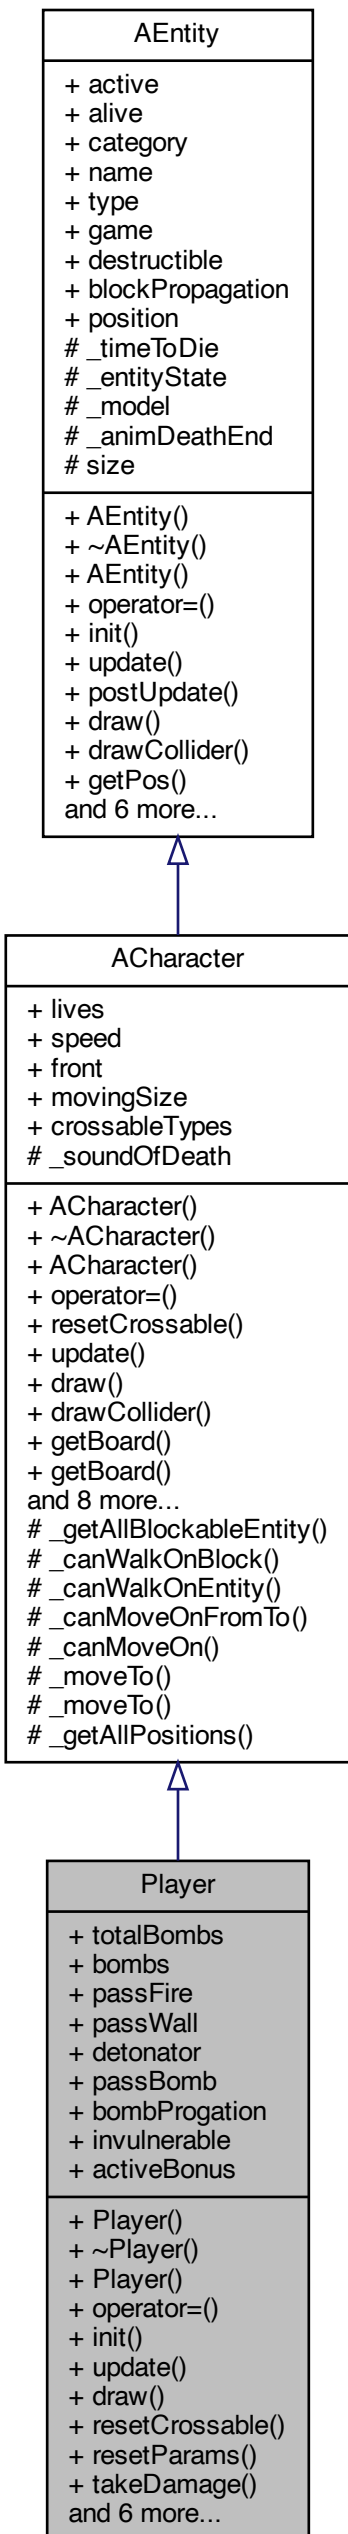 AEntity
+ active
+ alive
+ category
+ name
+ type
+ game
+ destructible
+ blockPropagation
+ position
# _timeToDie
# _entityState
# _model
# _animDeathEnd
# size
+ AEntity()
+ ~AEntity()
+ AEntity()
+ operator=()
+ init()
+ update()
+ postUpdate()
+ draw()
+ drawCollider()
+ getPos()
and 6 more...
ACharacter
+ lives
+ speed
+ front
+ movingSize
+ crossableTypes
# _soundOfDeath
+ ACharacter()
+ ~ACharacter()
+ ACharacter()
+ operator=()
+ resetCrossable()
+ update()
+ draw()
+ drawCollider()
+ getBoard()
+ getBoard()
and 8 more...
# _getAllBlockableEntity()
# _canWalkOnBlock()
# _canWalkOnEntity()
# _canMoveOnFromTo()
# _canMoveOn()
# _moveTo()
# _moveTo()
# _getAllPositions()
Player
+ totalBombs
+ bombs
+ passFire
+ passWall
+ detonator
+ passBomb
+ bombProgation
+ invulnerable
+ activeBonus
+ Player()
+ ~Player()
+ Player()
+ operator=()
+ init()
+ update()
+ draw()
+ resetCrossable()
+ resetParams()
+ takeDamage()
and 6 more...